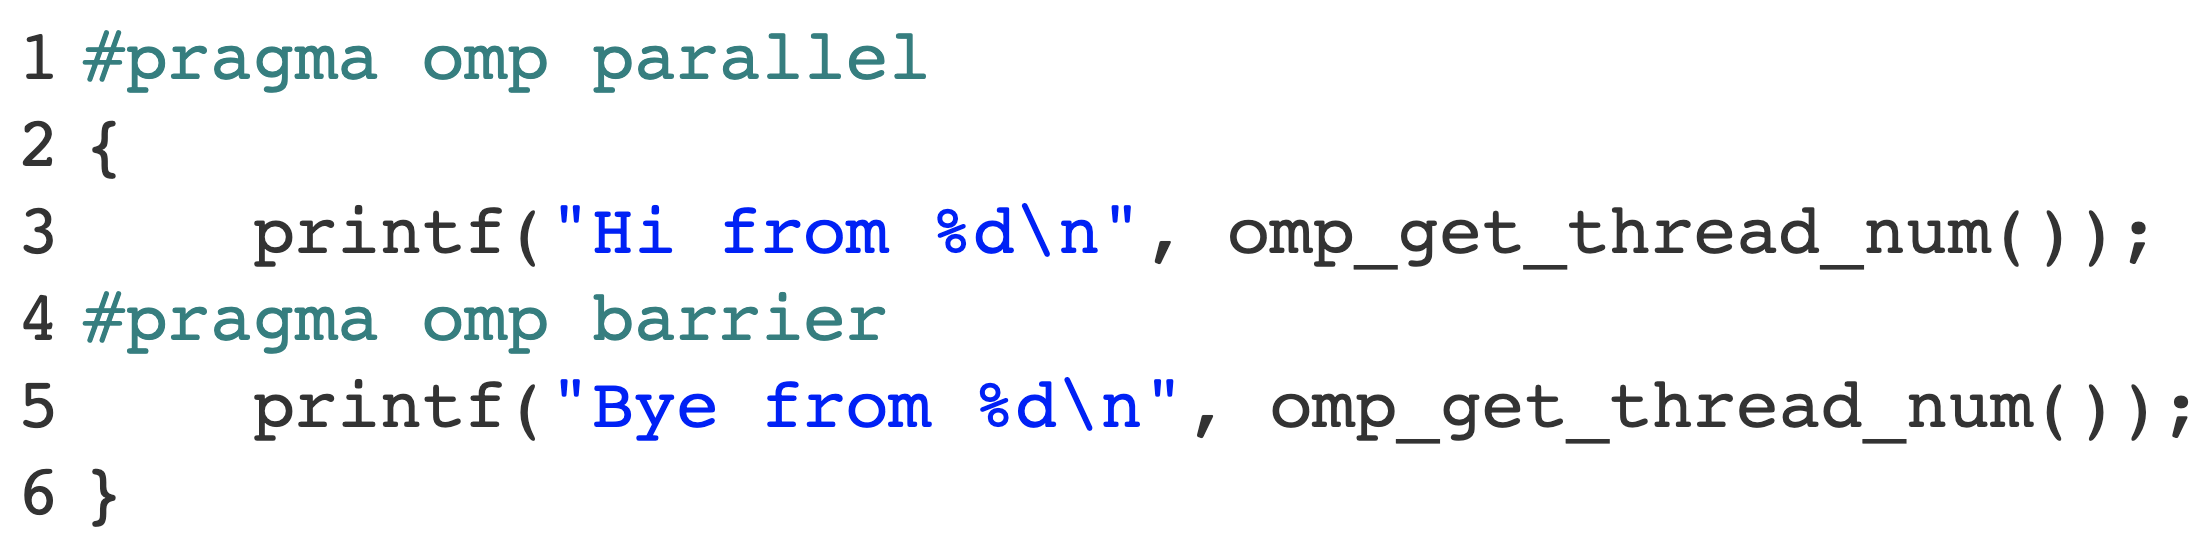 1 #pragma omp parallel
2 {
3     printf("Hi from %d\n", omp_get_thread_num());
4 #pragma omp barrier
5     printf("Bye from %d\n", omp_get_thread_num());
6 }